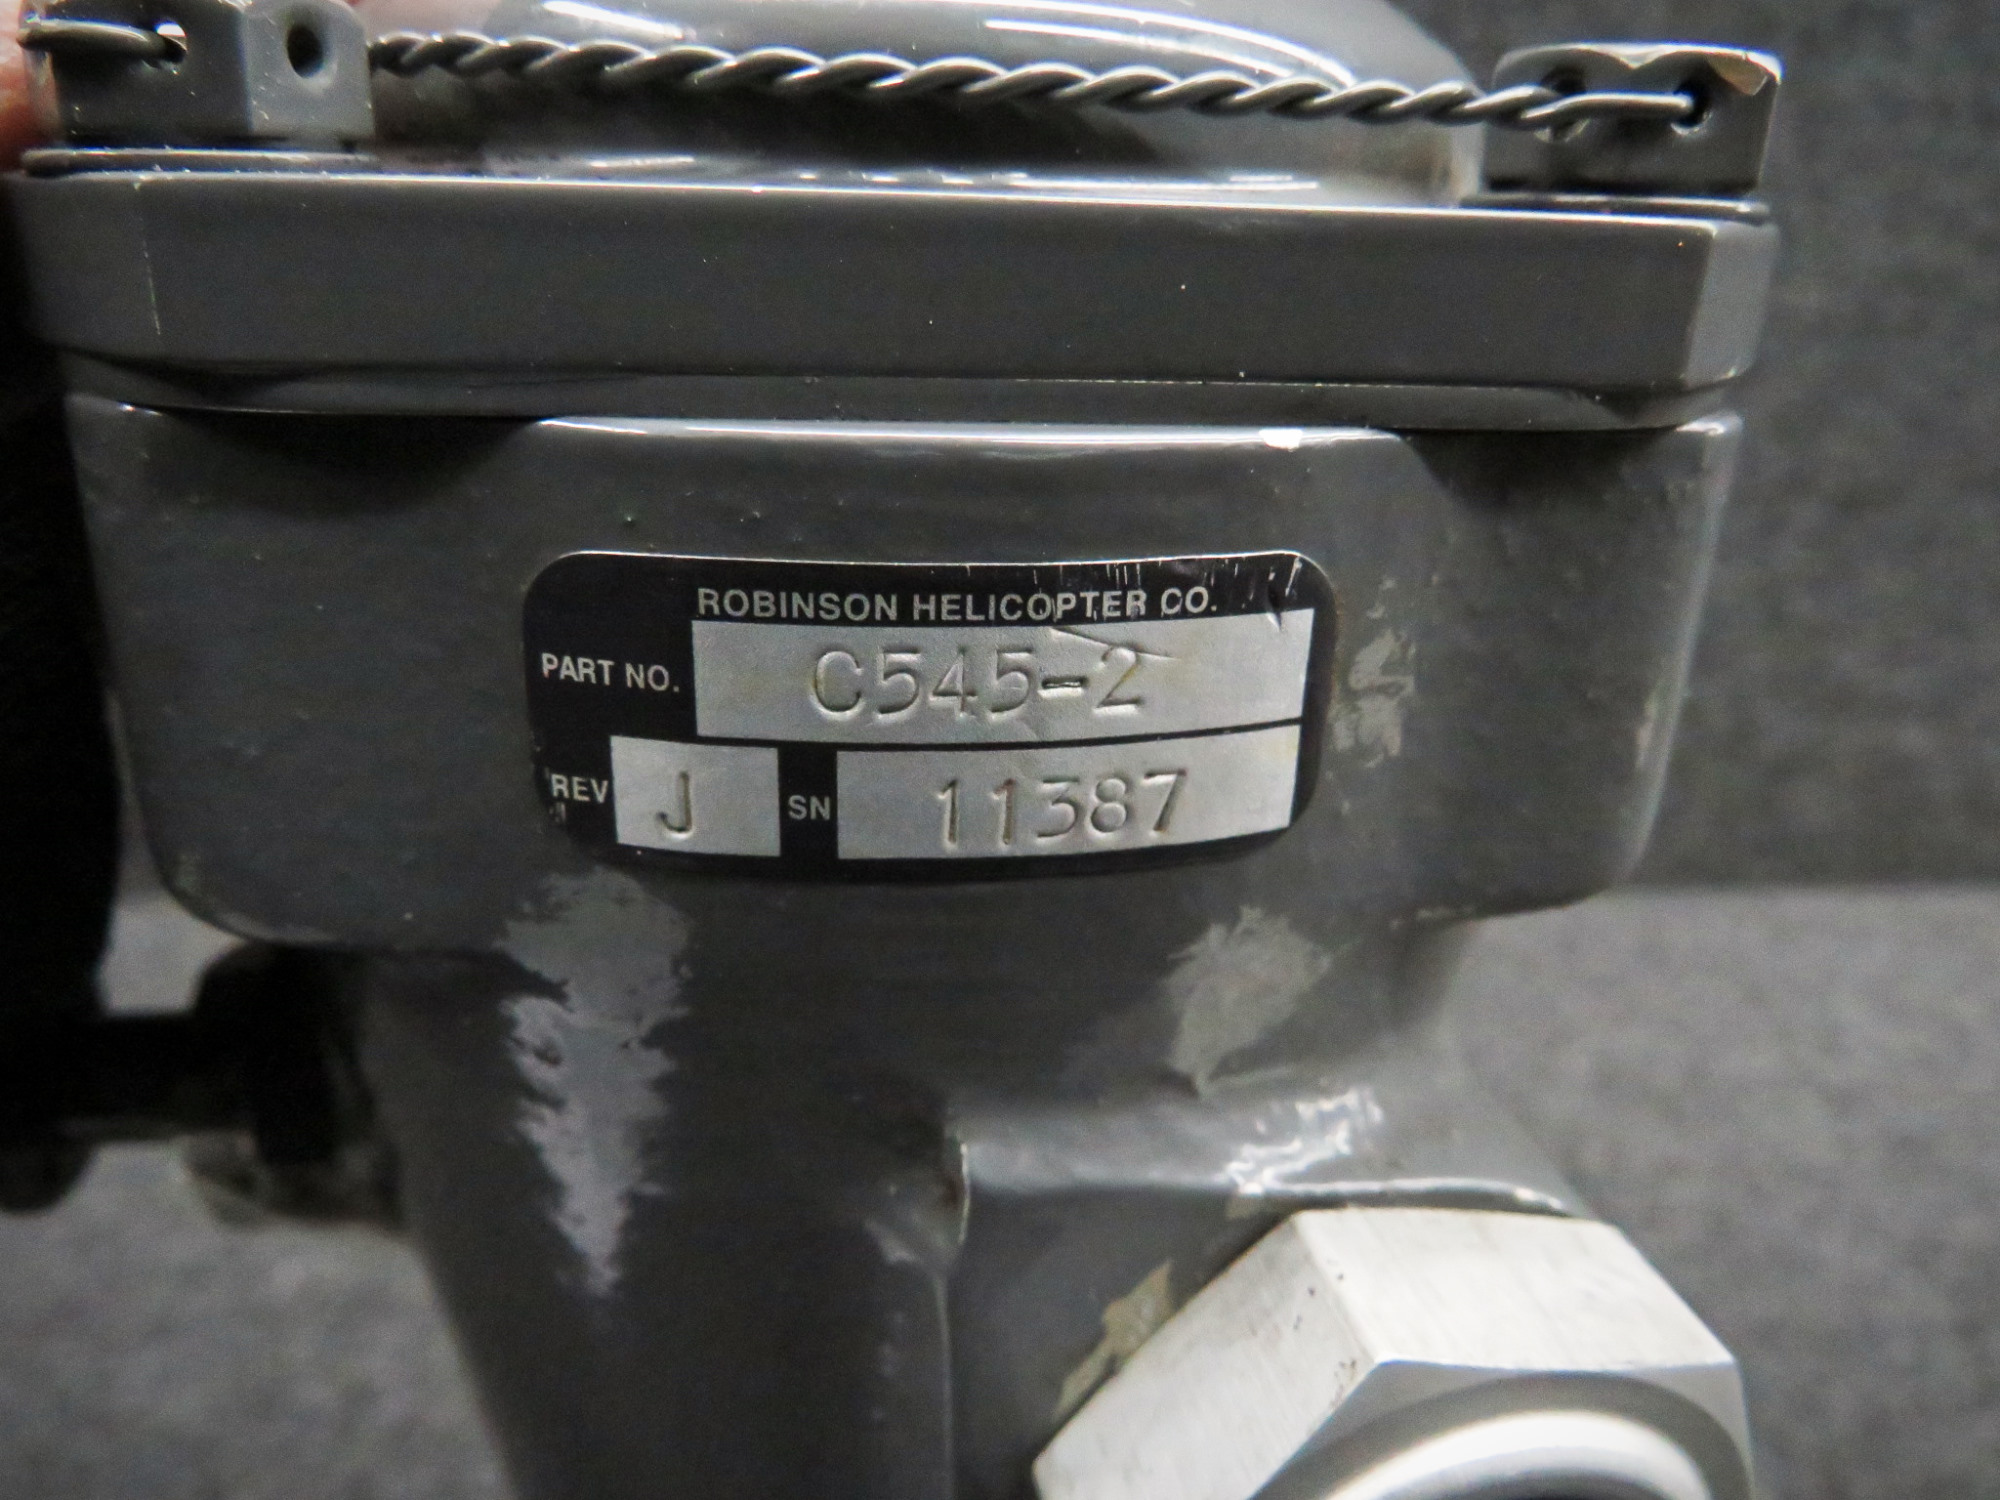 ROBINSON HELICOPTER CO.
PART NO. C545-2
REV J SN 11387